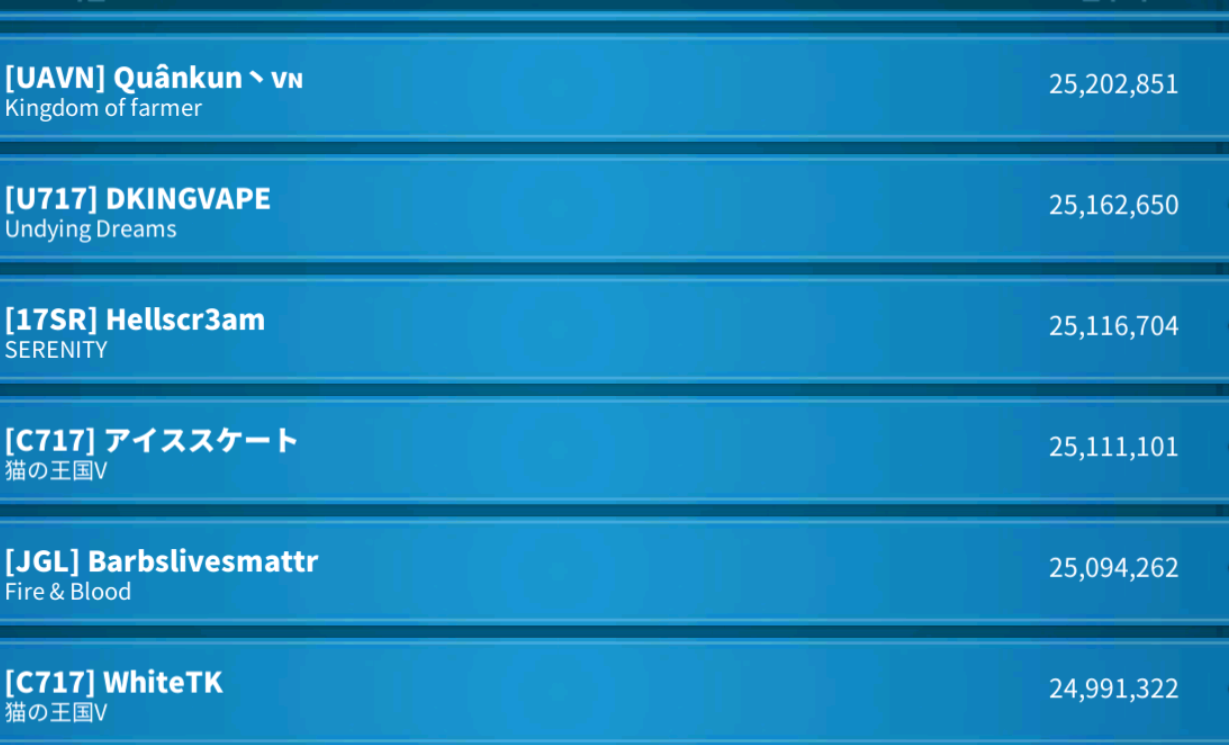 [UAVN] Quânkun丶ᴠɴ
25,202,851
Kingdom of farmer
[U717] DKINGVAPE
25,162,650
Undying Dreams
[17SR] Hellscr3am
25,116,704
SERENITY
[C717] アイススケート
25,111,101
猫の王国V
[JGL] Barbslivesmattr
25,094,262
Fire & Blood
[C717] WhiteTK
24,991,322
猫の王国V